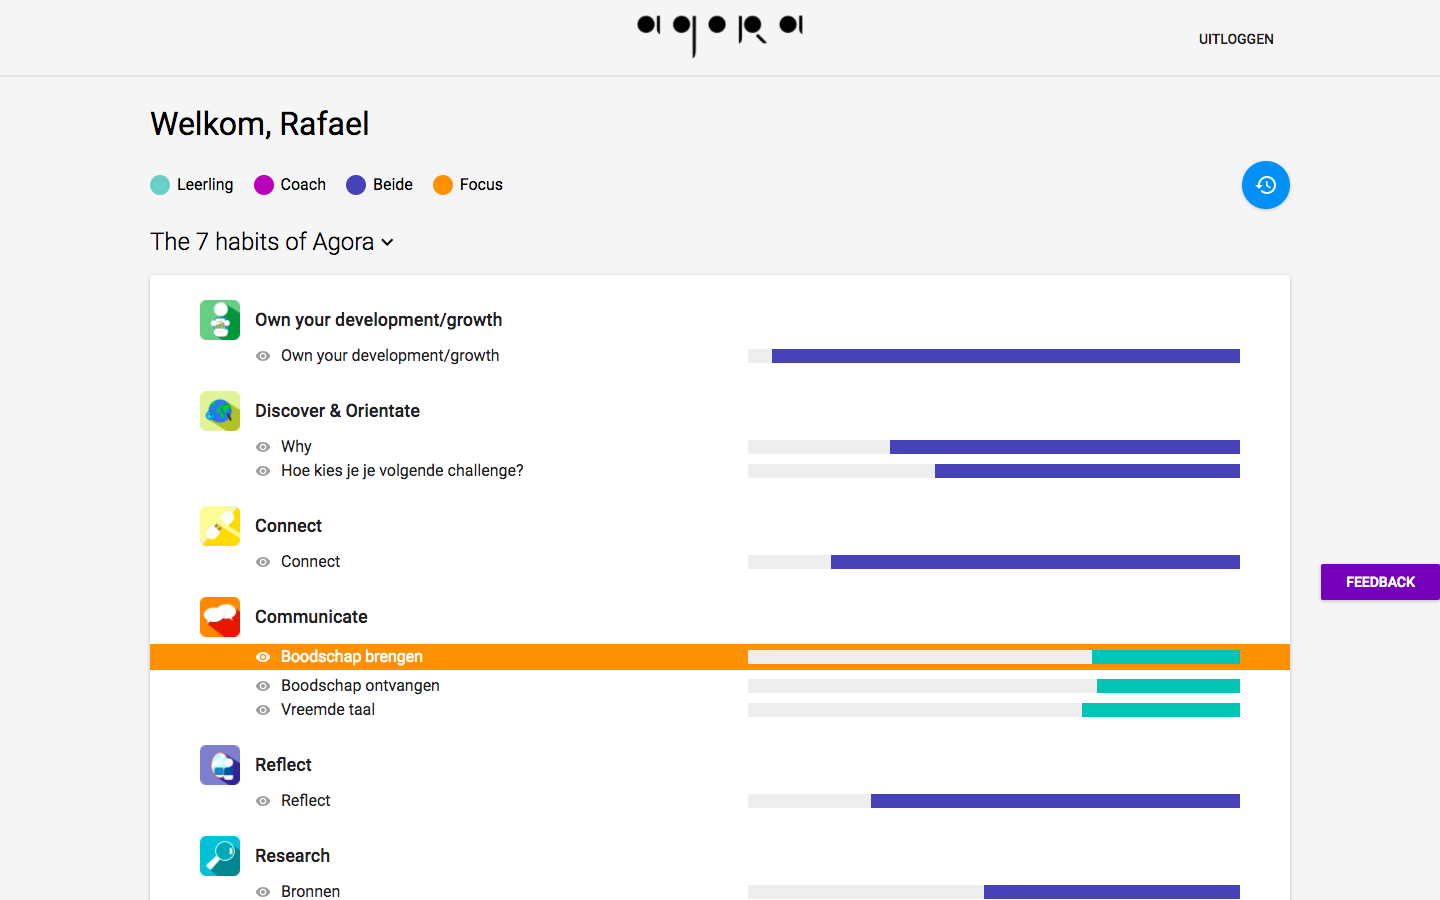 agora
UITLOGGEN
Welkom, Rafael
Leerling Coach Beide Focus
The 7 habits of Agora
Own your development/growth
Own your development/growth
Discover & Orientate
Why
Hoe kies je je volgende challenge?
Connect
Connect
FEEDBACK
Communicate
Boodschap brengen
Boodschap ontvangen
Vreemde taal
Reflect
Reflect
Research
Bronnen